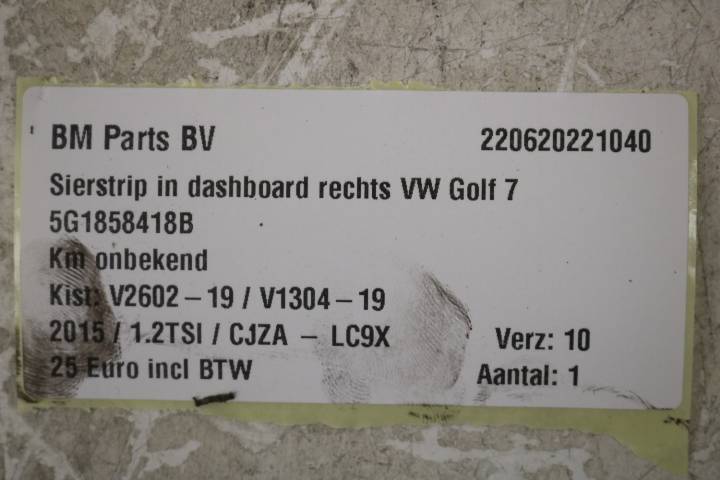 BM Parts BV 220620221040
Sierstrip in dashboard rechts VW Golf 7
5G1858418B
Km onbekend
Kist: V2602 – 19 / V1304 – 19
2015 / 1.2TSI / CJZA – LC9X Verz: 10
25 Euro incl BTW Aantal: 1